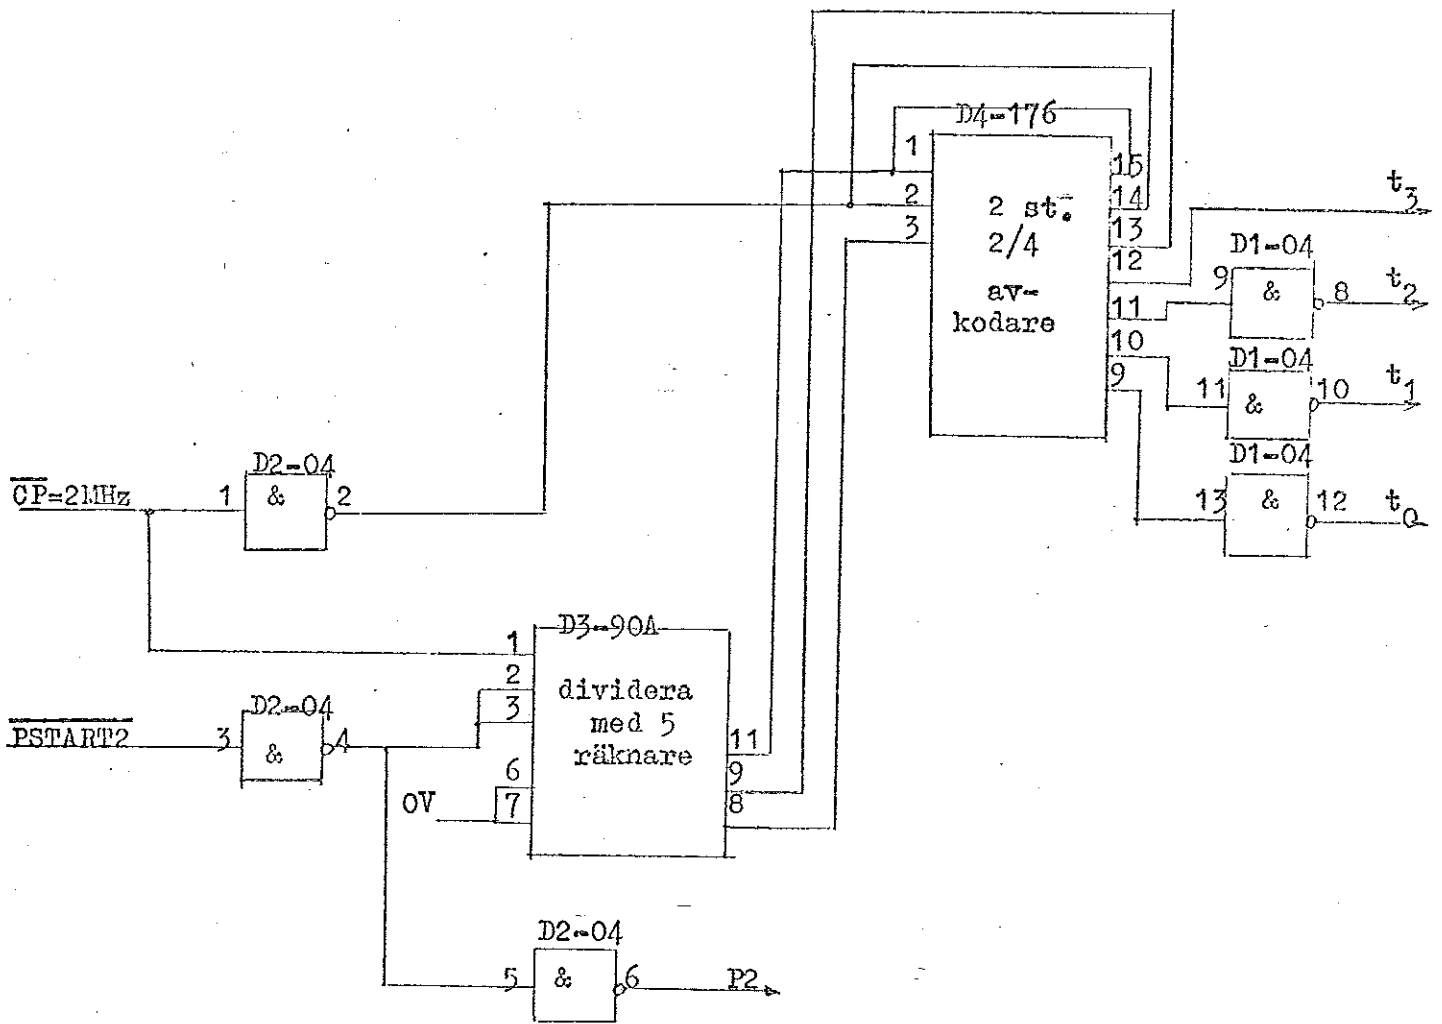 D4-176
1
2
3
2 st.
2/4
av-
kodare
15
14
13
12
11
10
9
t3
D1-04
9
&
8
t2
D1-04
11
&
10
t1
D1-04
13
&
12
t0
D2-04
CP=2MHz
1
&
2
D3-90A
1
2
3
6
7
dividera
med 5
räknare
11
9
8
D2-04
PSTART2
3
&
4
0V
D2-04
5
&
6
P2